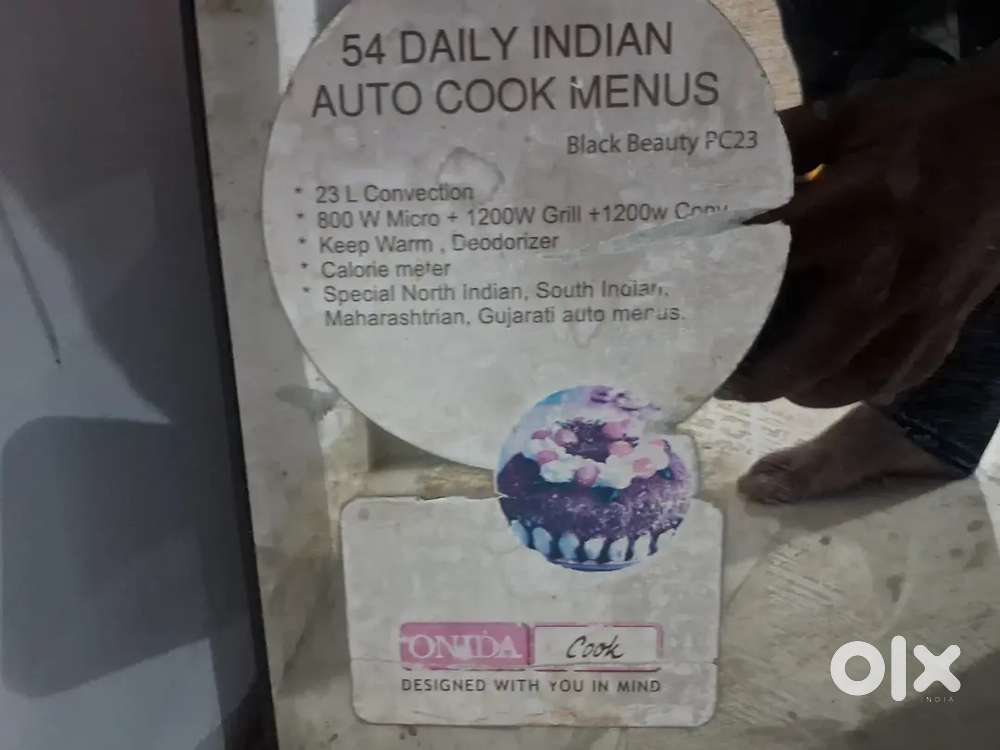 54 DAILY INDIAN
AUTO COOK MENUS
Black Beauty PC23
* 23 L Convection
* 800 W Micro + 1200W Grill +1200w Conv
* Keep Warm , Deodorizer
* Calorie meter
* Special North Indian, South Indian,
Maharashtrian, Gujarati auto menus.
ONIDA Cook
DESIGNED WITH YOU IN MIND
olx
INDIA